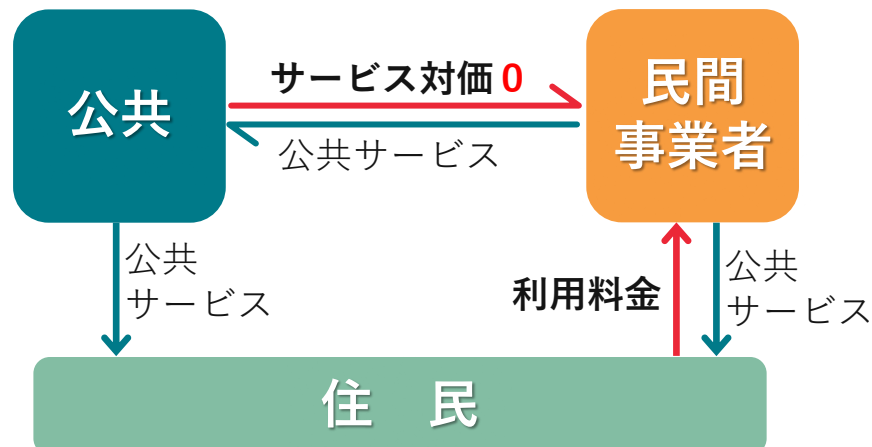 サービス対価 0
公共
民間
事業者
公共サービス
公共
サービス
利用料金
公共
サービス
住 民